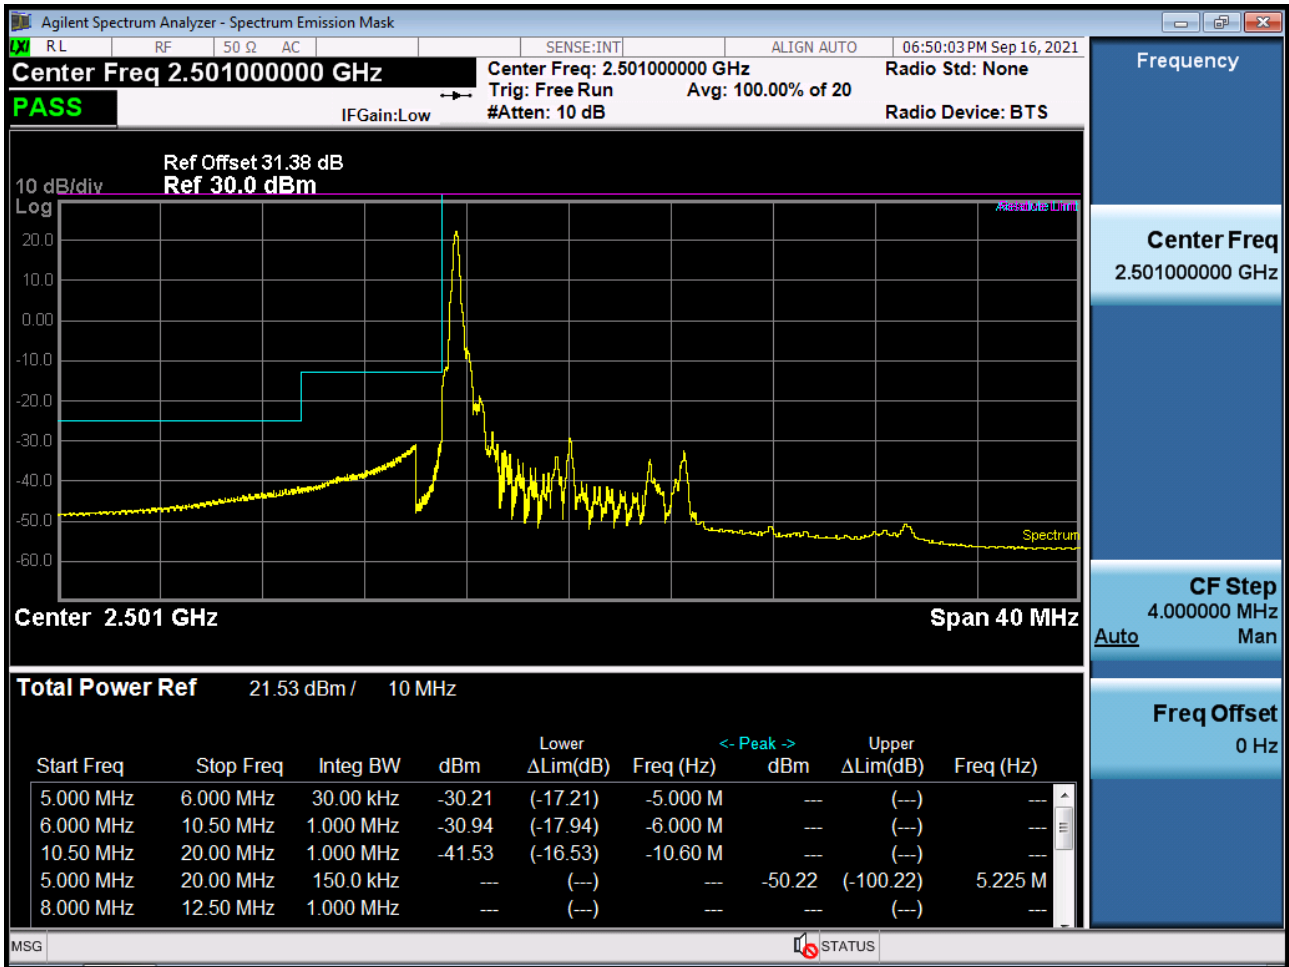 Agilent Spectrum Analyzer - Spectrum Emission Mask
LXI RL RF 50 Ω AC SENSE:INT ALIGN AUTO 06:50:03 PM Sep 16, 2021
Center Freq 2.501000000 GHz
Center Freq: 2.501000000 GHz
Radio Std: None
Trig: Free Run Avg: 100.00% of 20
PASS
IFGain:Low
#Atten: 10 dB
Radio Device: BTS
Ref Offset 31.38 dB
10 dB/div Ref 30.0 dBm
Log
Absolute Limit
20.0
10.0
0.00
-10.0
-20.0
-30.0
-40.0
-50.0
Spectrum
-60.0
Center 2.501 GHz
Span 40 MHz
Total Power Ref 21.53 dBm / 10 MHz
Lower <- Peak -> Upper
Start Freq Stop Freq Integ BW dBm ΔLim(dB) Freq (Hz) dBm ΔLim(dB) Freq (Hz)
5.000 MHz 6.000 MHz 30.00 kHz -30.21 (-17.21) -5.000 M --- (---) ---
6.000 MHz 10.50 MHz 1.000 MHz -30.94 (-17.94) -6.000 M --- (---) ---
10.50 MHz 20.00 MHz 1.000 MHz -41.53 (-16.53) -10.60 M --- (---) ---
5.000 MHz 20.00 MHz 150.0 kHz --- (---) --- -50.22 (-100.22) 5.225 M
8.000 MHz 12.50 MHz 1.000 MHz --- (---) --- --- (---) ---
MSG
STATUS
Frequency
Center Freq
2.501000000 GHz
CF Step
4.000000 MHz
Auto Man
Freq Offset
0 Hz